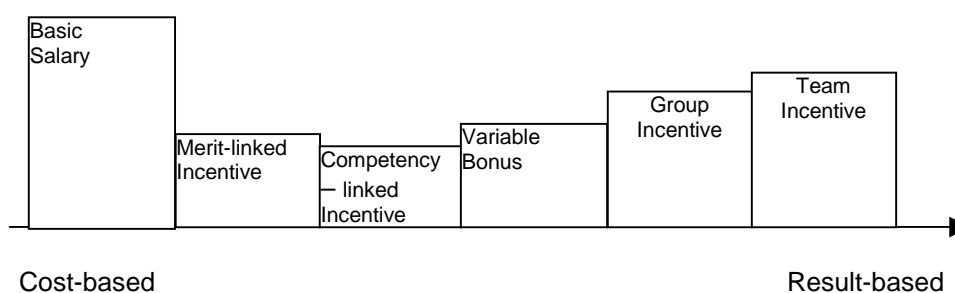 Basic
Salary
Merit-linked
Incentive
Competency
– linked
Incentive
Variable
Bonus
Group
Incentive
Team
Incentive
Cost-based
Result-based